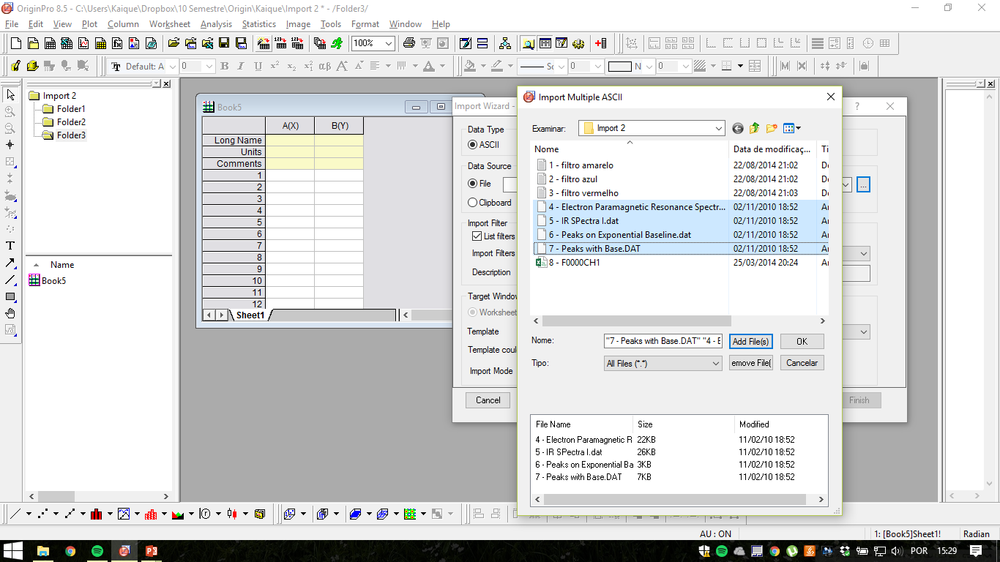 OriginPro 8.5 - C:\Users\Kaique\Dropbox\10 Semestre\Origin\Kaique\Import 2 * - /Folder3/
File Edit View Plot Column Worksheet Analysis Statistics Image Tools Format Window Help
100%
Default: A 0 B I U αβ A A A 0 N 0
Import 2
Folder1
Folder2
Folder3
Name
Book5
Book5
A(X) B(Y)
Long Name
Units
Comments
1
2
3
4
5
6
7
8
9
10
11
12
Sheet1
Import Wizard -
Data Type
ASCII
Data Source
File
...
Clipboard
Import Filter
List filters
Import Filters
Description
Target Window
Worksheet
Template
Template coul
Import Mode
Cancel
Finish
Import Multiple ASCII
Examinar: Import 2
Nome Data de modificaç... Ti
1 - filtro amarelo 22/08/2014 21:02 Do
2 - filtro azul 22/08/2014 21:02 Do
3 - filtro vermelho 22/08/2014 21:03 Do
4 - Electron Paramagnetic Resonance Spectr... 02/11/2010 18:52 Ar
5 - IR SPectra I.dat 02/11/2010 18:52 Ar
6 - Peaks on Exponential Baseline.dat 02/11/2010 18:52 Ar
7 - Peaks with Base.DAT 02/11/2010 18:52 Ar
8 - F0000CH1 25/03/2014 20:24 Ar
Nome: "7 - Peaks with Base.DAT" "4 - E Add File(s) OK
Tipo: All Files (*.*) emove File( Cancelar
File Name Size Modified
4 - Electron Paramagnetic R 22KB 11/02/10 18:52
5 - IR SPectra I.dat 26KB 11/02/10 18:52
6 - Peaks on Exponential Ba 3KB 11/02/10 18:52
7 - Peaks with Base.DAT 7KB 11/02/10 18:52
AU : ON 1: [Book5]Sheet1! Radian
POR 15:29